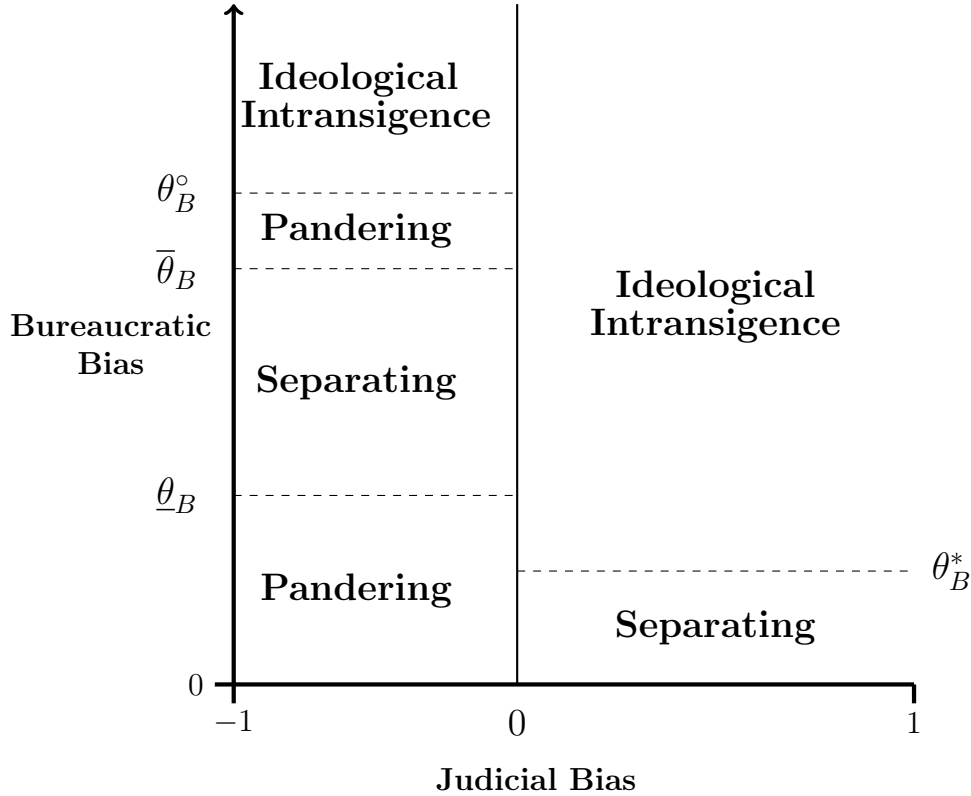 Ideological
Intransigence
θ°_B
Pandering
θ̅_B
Ideological
Intransigence
Bureaucratic
Bias
Separating
θ̲_B
θ*_B
Pandering
Separating
0
−1
0
1
Judicial Bias